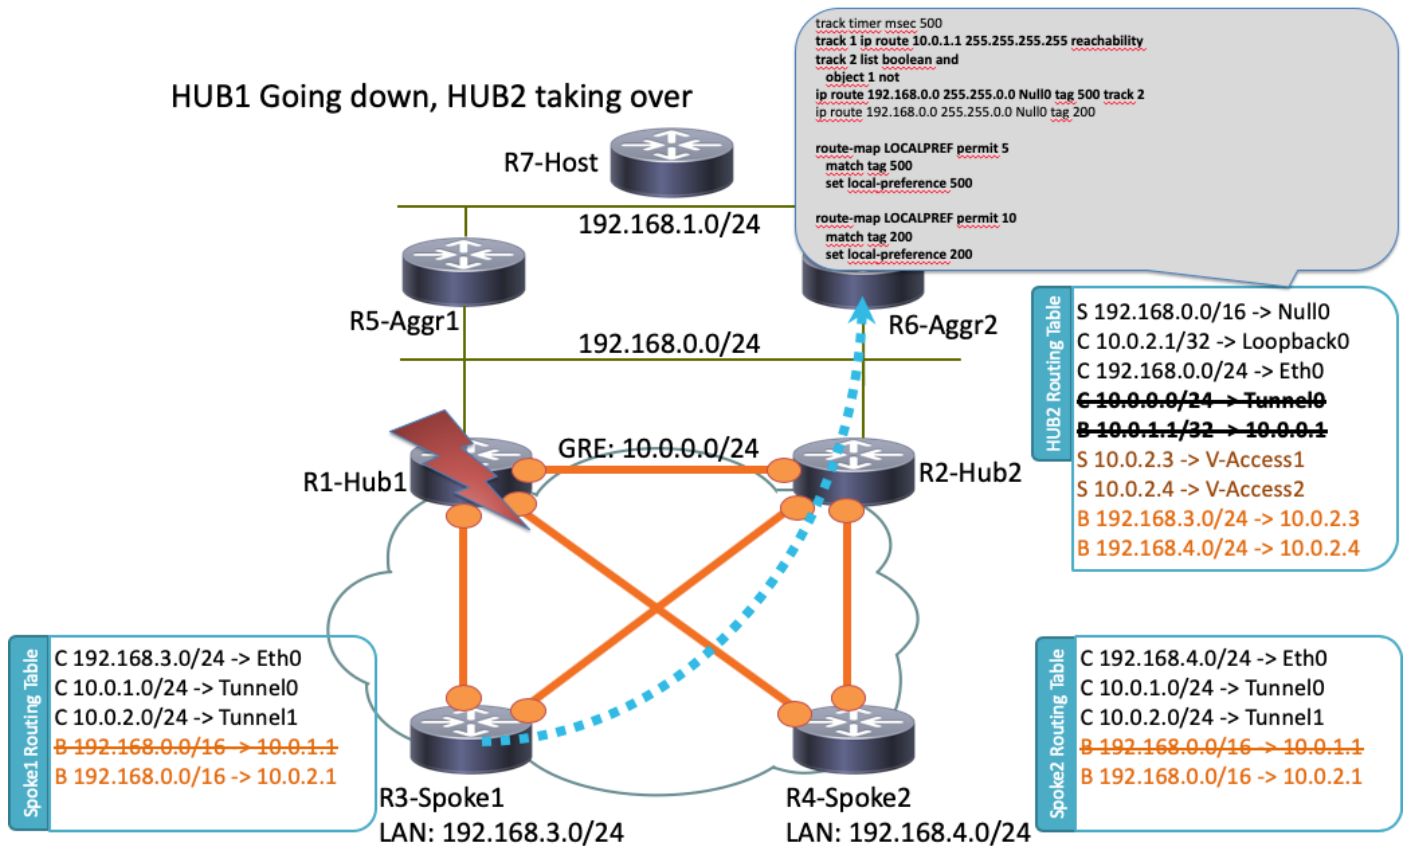 track timer msec 500
track 1 ip route 10.0.1.1 255.255.255.255 reachability
track 2 list boolean and
object 1 not
ip route 192.168.0.0 255.255.0.0 Null0 tag 500 track 2
ip route 192.168.0.0 255.255.0.0 Null0 tag 200
route-map LOCALPREF permit 5
match tag 500
set local-preference 500
route-map LOCALPREF permit 10
match tag 200
set local-preference 200
HUB1 Going down, HUB2 taking over
R7-Host
192.168.1.0/24
R5-Aggr1
R6-Aggr2
192.168.0.0/24
GRE: 10.0.0.0/24
R1-Hub1
R2-Hub2
HUB2 Routing Table
S 192.168.0.0/16 -> Null0
C 10.0.2.1/32 -> Loopback0
C 192.168.0.0/24 -> Eth0
C 10.0.0.0/24 -> Tunnel0
B 10.0.1.1/32 -> 10.0.0.1
S 10.0.2.3 -> V-Access1
S 10.0.2.4 -> V-Access2
B 192.168.3.0/24 -> 10.0.2.3
B 192.168.4.0/24 -> 10.0.2.4
Spoke1 Routing Table
C 192.168.3.0/24 -> Eth0
C 10.0.1.0/24 -> Tunnel0
C 10.0.2.0/24 -> Tunnel1
B 192.168.0.0/16 -> 10.0.1.1
B 192.168.0.0/16 -> 10.0.2.1
R3-Spoke1
LAN: 192.168.3.0/24
R4-Spoke2
LAN: 192.168.4.0/24
Spoke2 Routing Table
C 192.168.4.0/24 -> Eth0
C 10.0.1.0/24 -> Tunnel0
C 10.0.2.0/24 -> Tunnel1
B 192.168.0.0/16 -> 10.0.1.1
B 192.168.0.0/16 -> 10.0.2.1